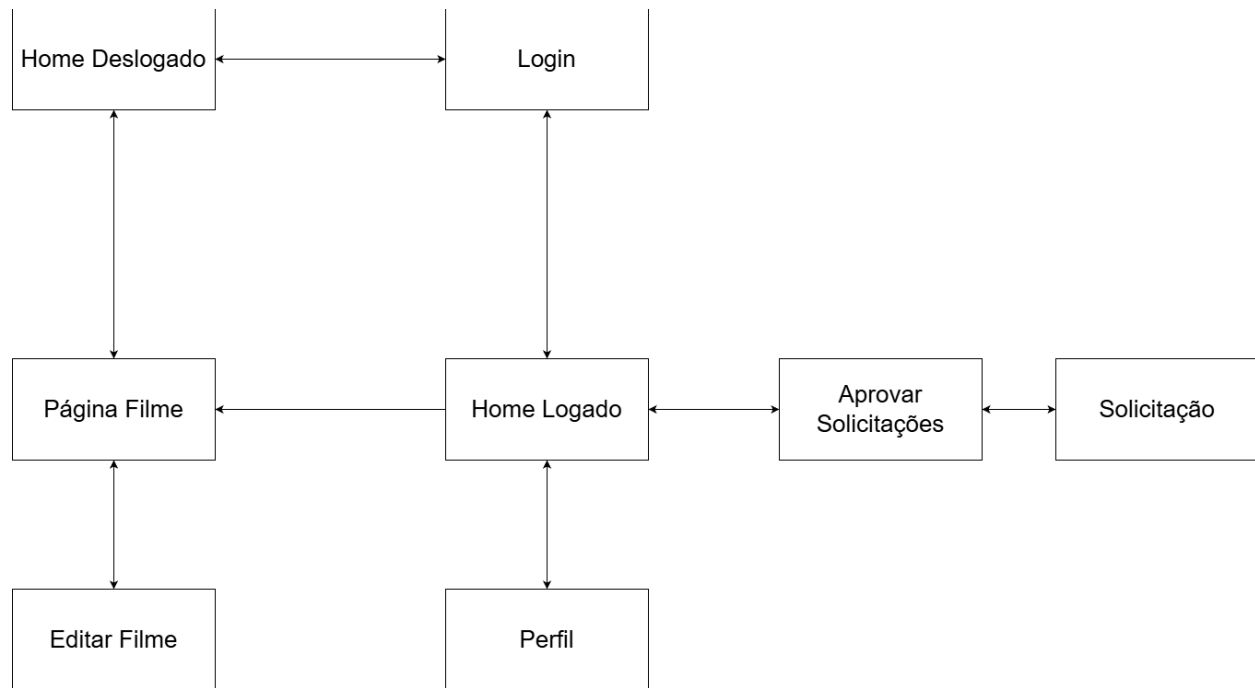 Home Deslogado
Login
Página Filme
Home Logado
Aprovar
Solicitações
Solicitação
Editar Filme
Perfil